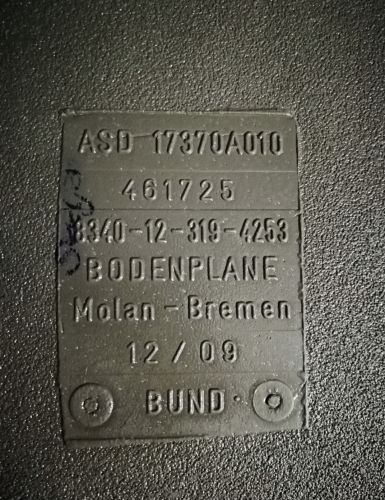 ASD-17370A010
461725
8340-12-319-4253
BODENPLANE
Molan-Bremen
12/09
BUND